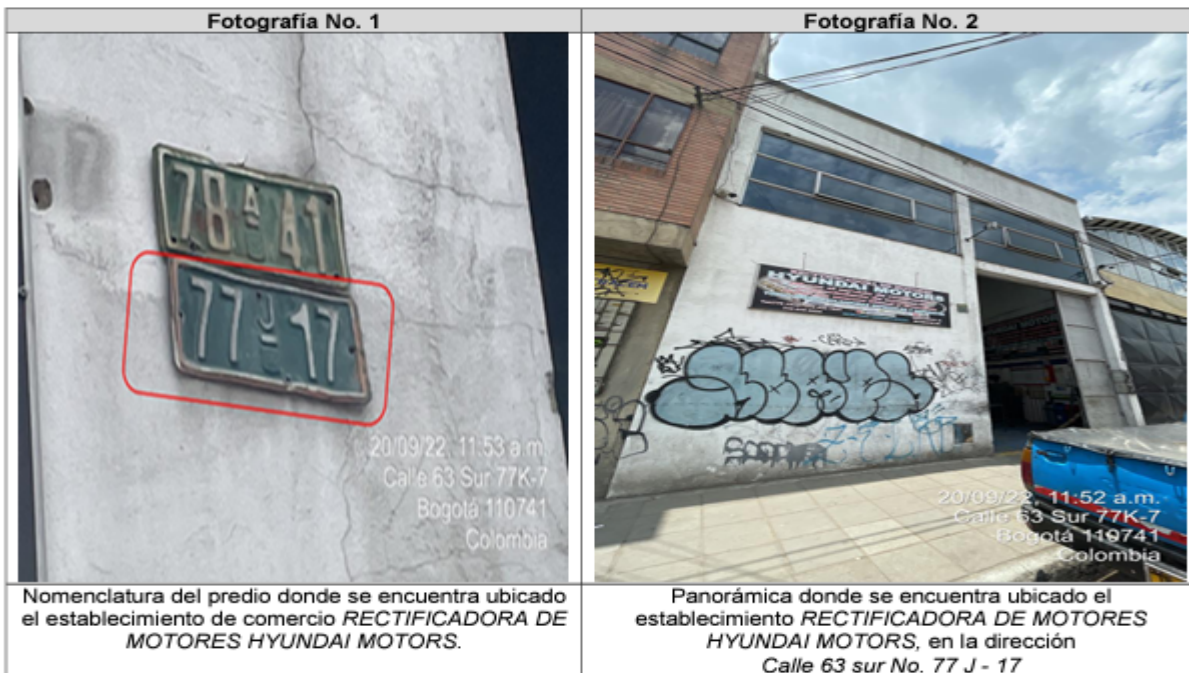 Fotografía No. 1
78 A 41
77 J 17
20/09/22, 11:53 a.m.
Calle 63 Sur 77K-7
Bogotá 110741
Colombia
Nomenclatura del predio donde se encuentra ubicado
el establecimiento de comercio RECTIFICADORA DE
MOTORES HYUNDAI MOTORS.
Fotografía No. 2
HYUNDAI MOTORS
20/09/22, 11:52 a.m.
Calle 63 Sur 77K-7
Bogotá 110741
Colombia
Panorámica donde se encuentra ubicado el
establecimiento RECTIFICADORA DE MOTORES
HYUNDAI MOTORS, en la dirección
Calle 63 sur No. 77 J - 17